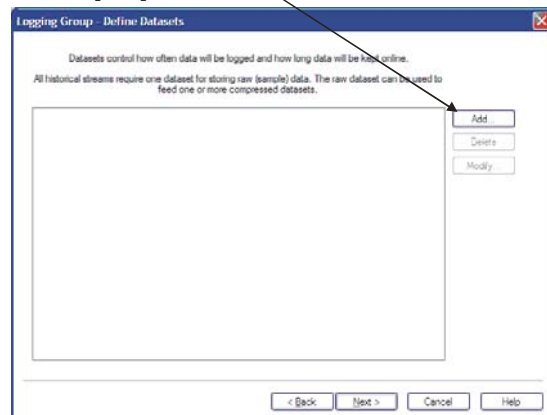 Logging Group - Define Datasets
Datasets control how often data will be logged and how long data will be kept online.
All historical streams require one dataset for storing raw (sample) data. The raw dataset can be used to
feed one or more compressed datasets.
Add...
Delete
Modify...
< Back
Next >
Cancel
Help